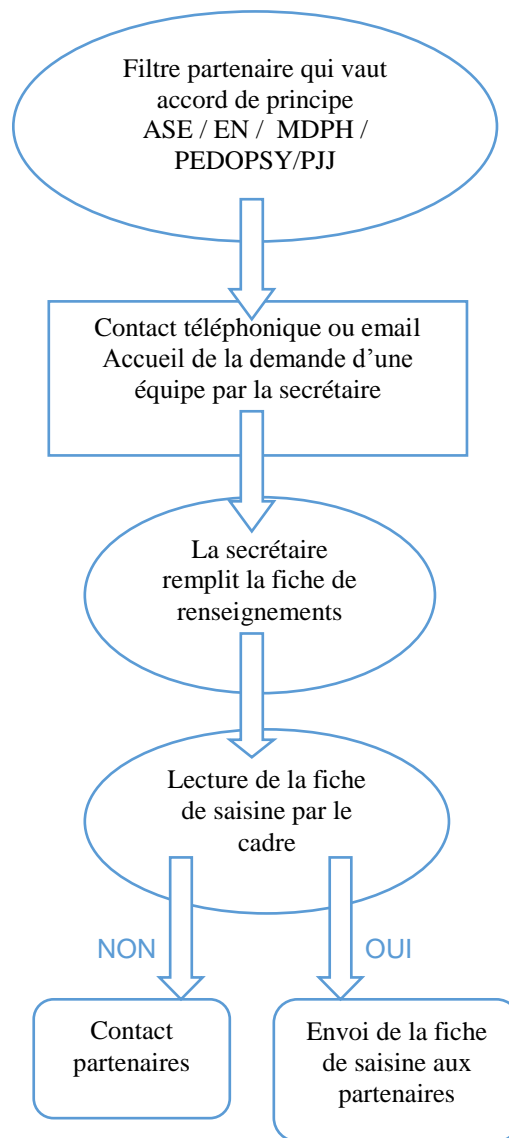 Filtre partenaire qui vaut
accord de principe
ASE / EN / MDPH /
PEDOPSY/PJJ
Contact téléphonique ou email
Accueil de la demande d'une
équipe par la secrétaire
La secrétaire
remplit la fiche de
renseignements
Lecture de la fiche
de saisine par le
cadre
NON
OUI
Contact
partenaires
Envoi de la fiche
de saisine aux
partenaires